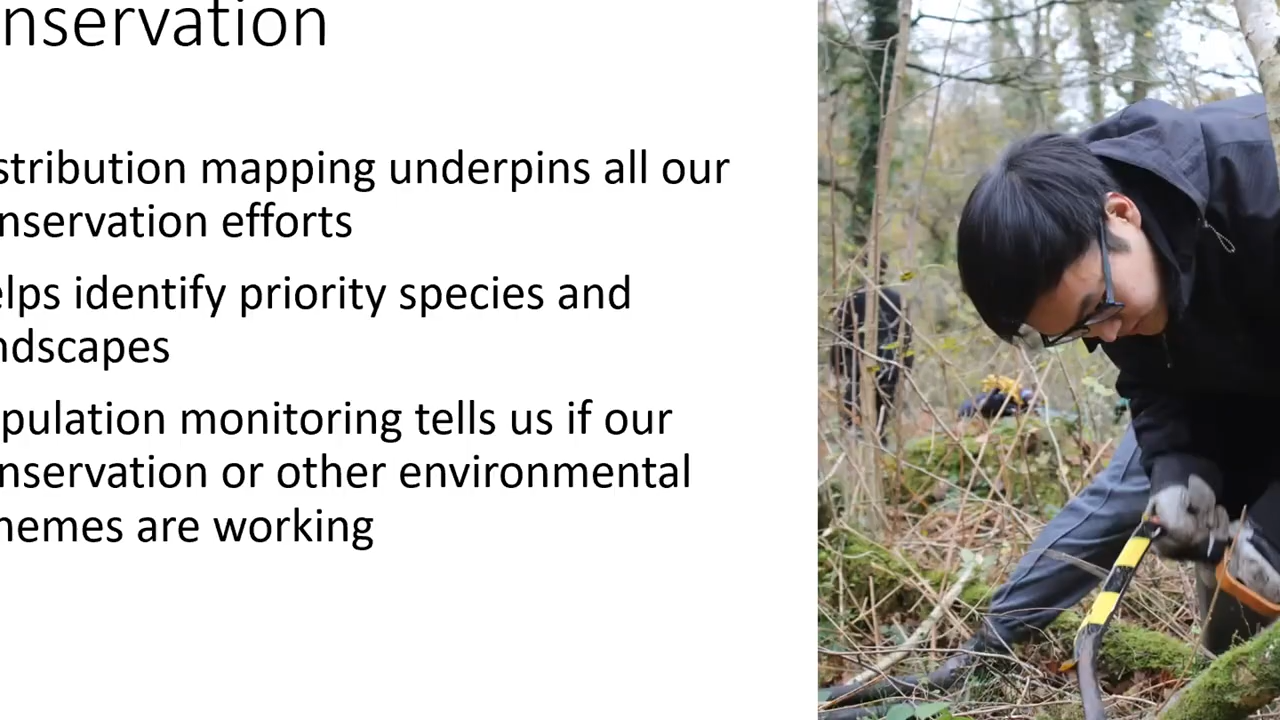 nservation
stribution mapping underpins all our
nservation efforts
elps identify priority species and
ndscapes
pulation monitoring tells us if our
nservation or other environmental
hemes are working